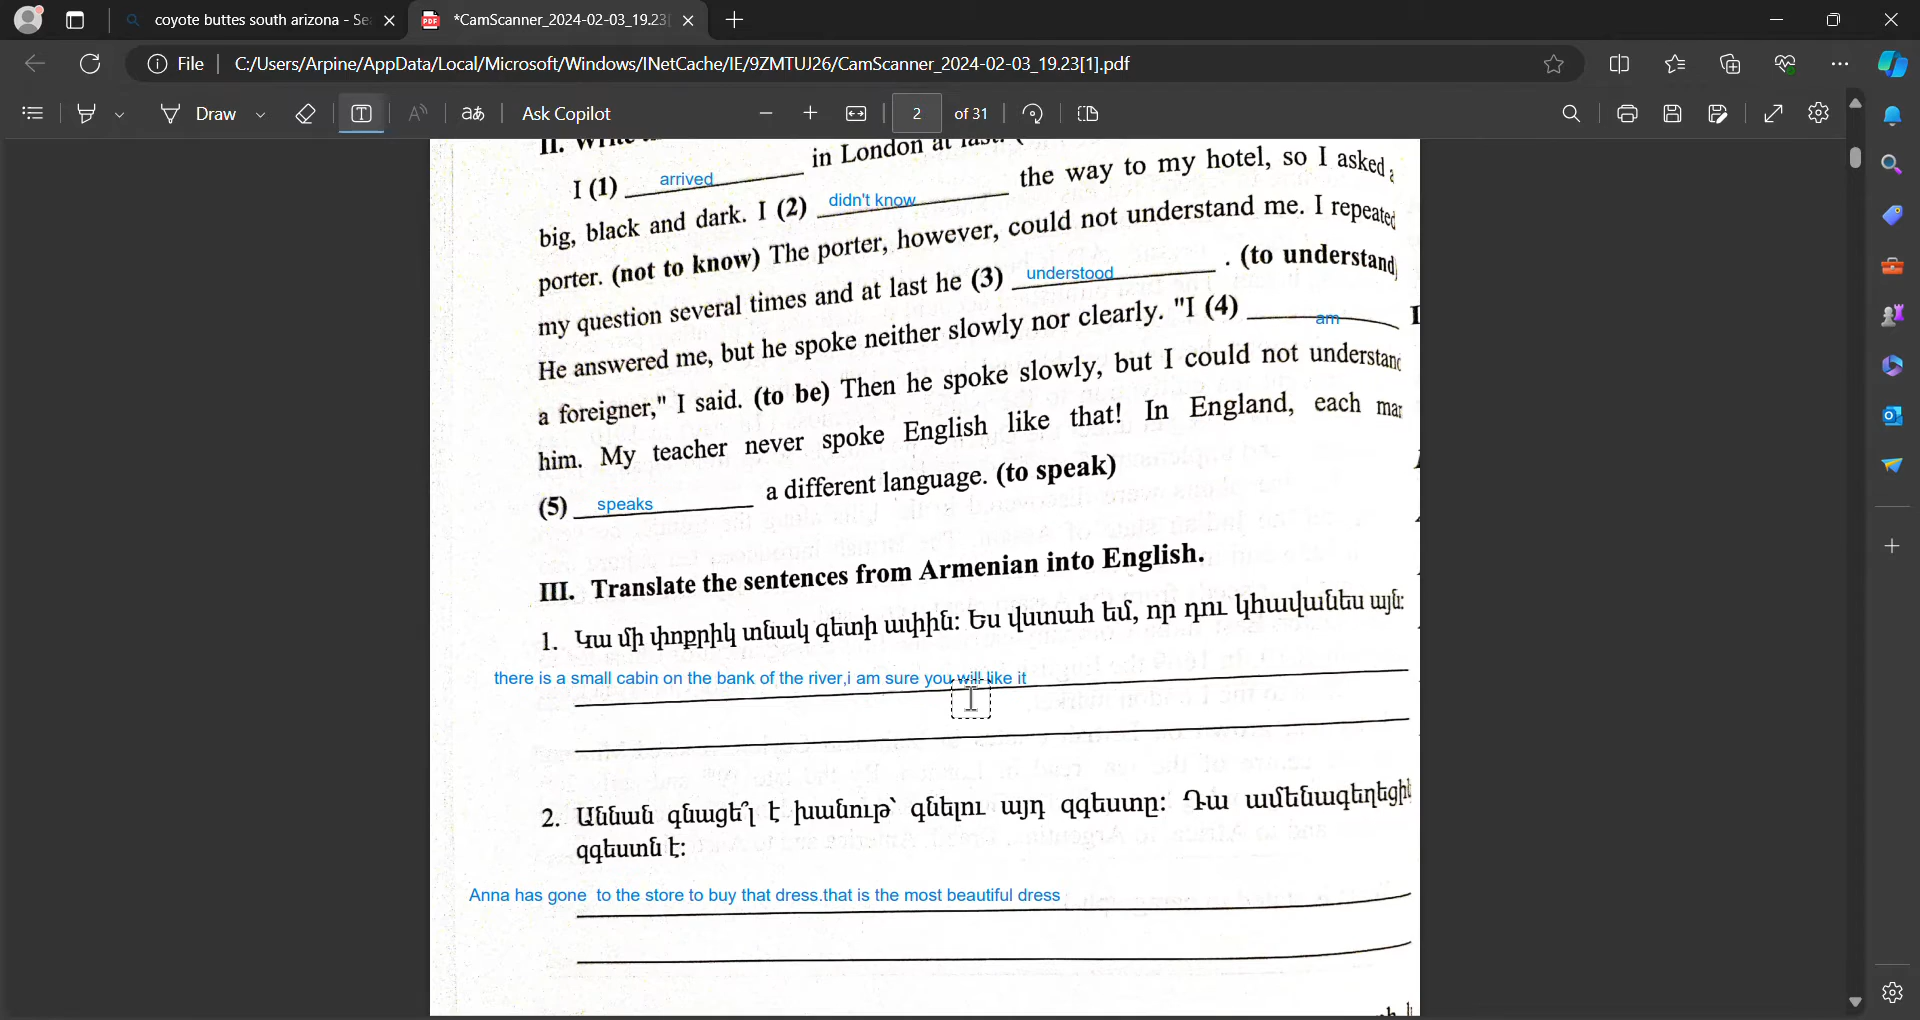 coyote buttes south arizona - Se
*CamScanner_2024-02-03_19.23
File
C:/Users/Arpine/AppData/Local/Microsoft/Windows/INetCache/IE/9ZMTUJ26/CamScanner_2024-02-03_19.23[1].pdf
Draw
Ask Copilot
2 of 31
II.
I (1) arrived in London at last.
big, black and dark. I (2) didn't know the way to my hotel, so I asked a
porter. (not to know) The porter, however, could not understand me. I repeated
my question several times and at last he (3) understood . (to understand
He answered me, but he spoke neither slowly nor clearly. "I (4) am
a foreigner," I said. (to be) Then he spoke slowly, but I could not understand
him. My teacher never spoke English like that! In England, each man
(5) speaks a different language. (to speak)
III. Translate the sentences from Armenian into English.
1. Կա մի փոքրիկ տնակ գետի ափին: Ես վստահ եմ, որ դու կհավանես այն:
there is a small cabin on the bank of the river,i am sure you will like it
2. Աննան գնացե՞լ է խանութ՝ գնելու այդ զգեստը: Դա ամենագեղեցիկ
զգեստն է:
Anna has gone to the store to buy that dress.that is the most beautiful dress